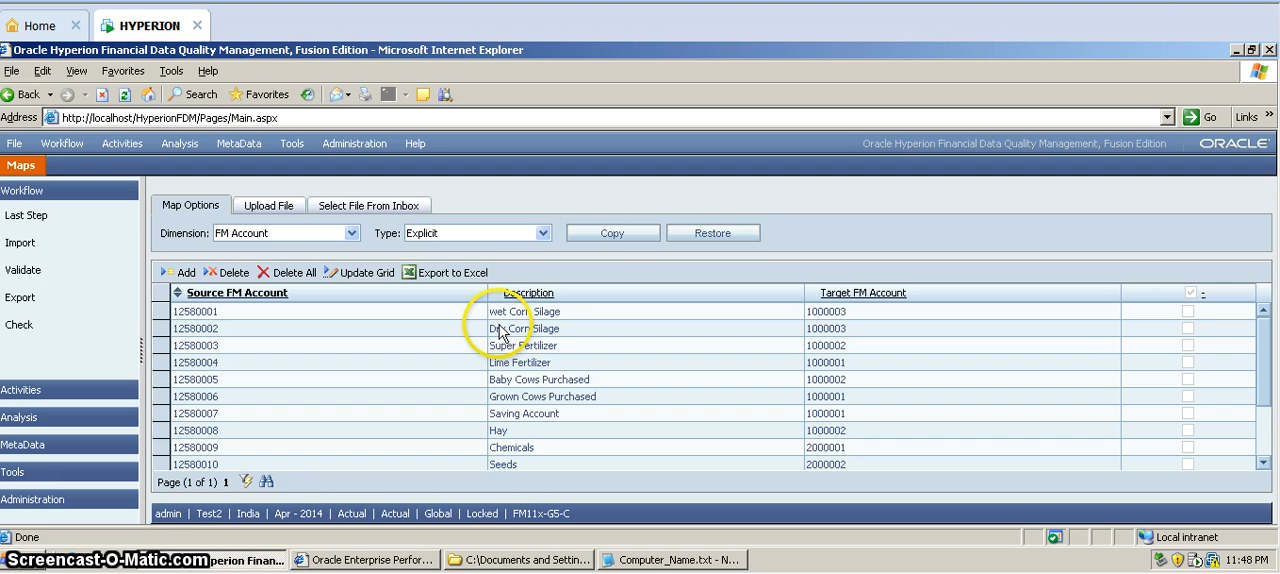 Home
HYPERION
Oracle Hyperion Financial Data Quality Management, Fusion Edition - Microsoft Internet Explorer
File Edit View Favorites Tools Help
Back Search Favorites
Address http://localhost/HyperionFDM/Pages/Main.aspx Go Links »
File Workflow Activities Analysis MetaData Tools Administration Help Oracle Hyperion Financial Data Quality Management, Fusion Edition ORACLE
Maps
Workflow
Last Step
Import
Validate
Export
Check
Activities
Analysis
MetaData
Tools
Administration
Map Options Upload File Select File From Inbox
Dimension: FM Account Type: Explicit Copy Restore
Add Delete Delete All Update Grid Export to Excel
Source FM Account Description Target FM Account -
12580001 wet Corn Silage 1000003
12580002 Dry Corn Silage 1000003
12580003 Super Fertilizer 1000002
12580004 Lime Fertilizer 1000001
12580005 Baby Cows Purchased 1000002
12580006 Grown Cows Purchased 1000001
12580007 Saving Account 1000001
12580008 Hay 1000002
12580009 Chemicals 2000001
12580010 Seeds 2000002
Page (1 of 1) 1
admin | Test2 | India | Apr - 2014 | Actual | Actual | Global | Locked | FM11x-G5-C
Done Local intranet
Screencast-O-Matic.com Hyperion Finan... Oracle Enterprise Perfor... C:\Documents and Settin... Computer_Name.txt - N... 11:48 PM